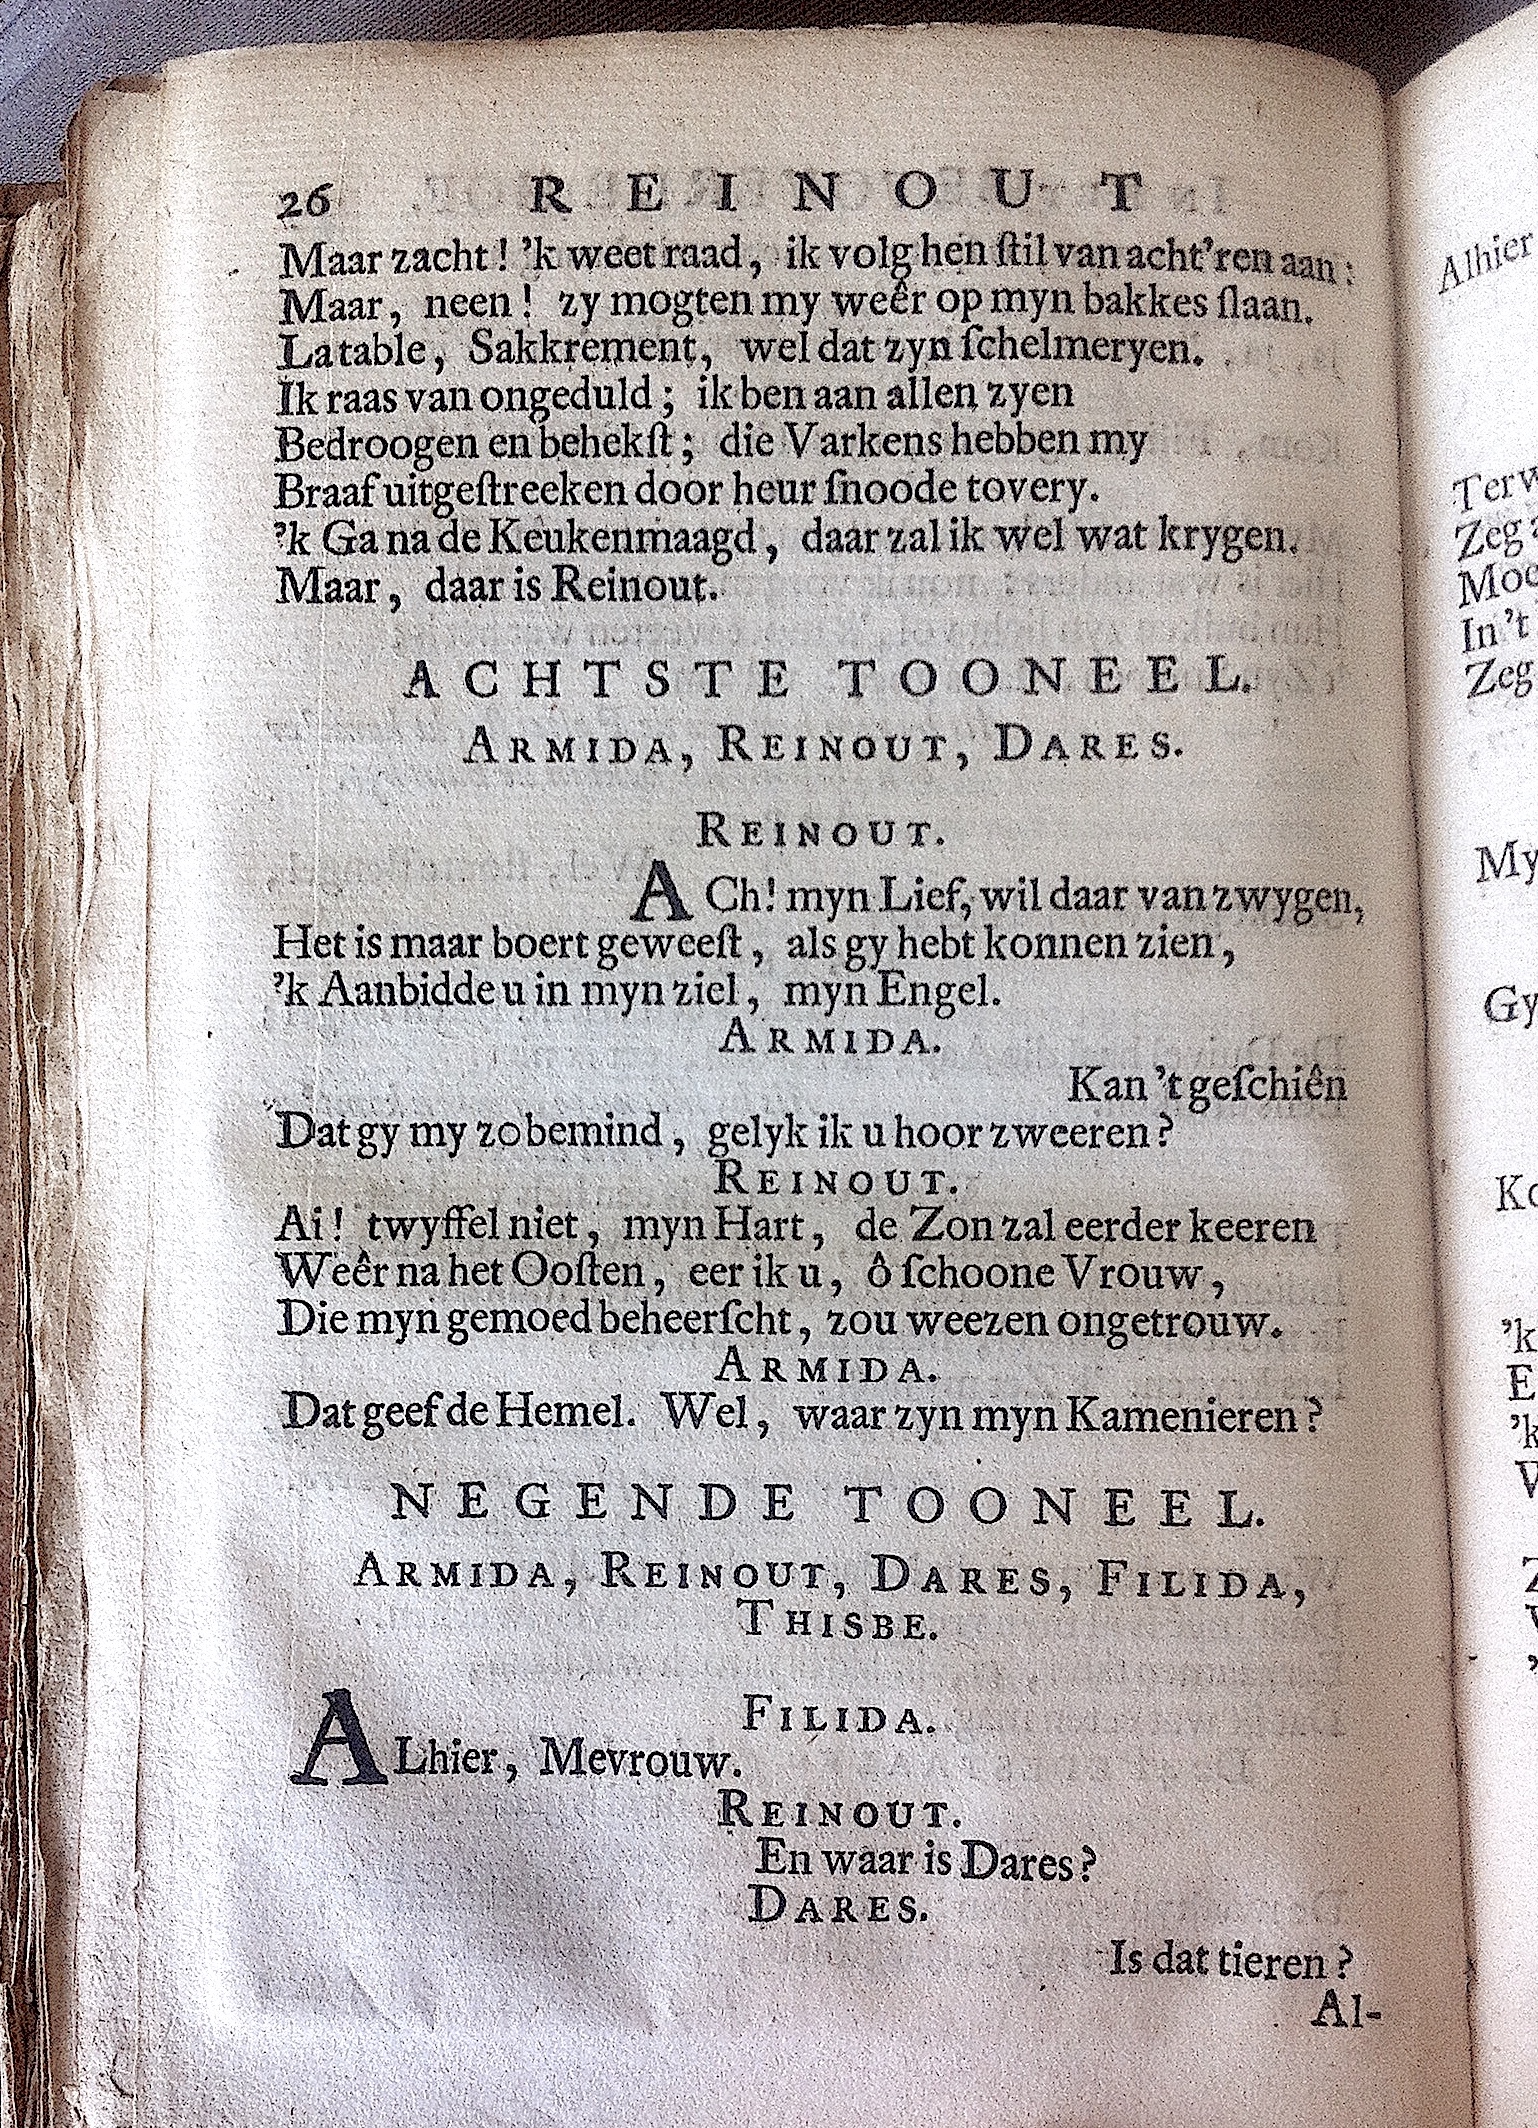 26 REINOUT
Maar zacht! 'k weet raad, ik volg hen ſtil van acht'ren aan:
Maar, neen! zy mogten my weêr op myn bakkes ſlaan.
La table, Sakkrement, wel dat zyn ſchelmeryen.
Ik raas van ongeduld; ik ben aan allen zyen
Bedroogen en behekſt; die Varkens hebben my
Braaf uitgeſtreeken door heur ſnoode tovery.
'k Ga na de Keukenmaagd, daar zal ik wel wat krygen.
Maar, daar is Reinout.
ACHTSTE TOONEEL.
ARMIDA, REINOUT, DARES.
REINOUT.
ACh! myn Lief, wil daar van zwygen,
Het is maar boert geweeſt, als gy hebt konnen zien,
'k Aanbidde u in myn ziel, myn Engel.
ARMIDA.
Kan 't geſchiên
Dat gy my zo bemind, gelyk ik u hoor zweeren?
REINOUT.
Ai! twyffel niet, myn Hart, de Zon zal eerder keeren
Weêr na het Ooſten, eer ik u, ô ſchoone Vrouw,
Die myn gemoed beheerſcht, zou weezen ongetrouw.
ARMIDA.
Dat geef de Hemel. Wel, waar zyn myn Kamenieren?
NEGENDE TOONEEL.
ARMIDA, REINOUT, DARES, FILIDA,
THISBE.
FILIDA.
ALhier, Mevrouw.
REINOUT.
En waar is Dares?
DARES.
Is dat tieren?
Al-
Alhier
Zeg
In 't
Zeg
My
Gy
'k
'k